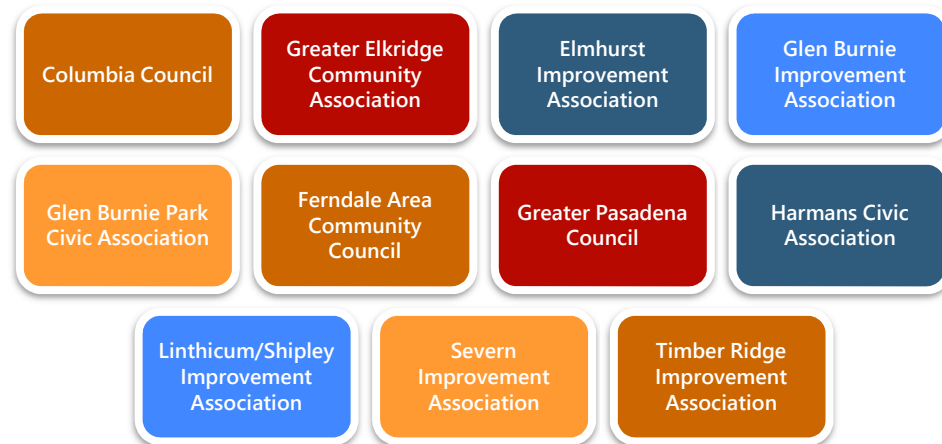 Columbia Council
Greater Elkridge
Community
Association
Elmhurst
Improvement
Association
Glen Burnie
Improvement
Association
Glen Burnie Park
Civic Association
Ferndale Area
Community
Council
Greater Pasadena
Council
Harmans Civic
Association
Linthicum/Shipley
Improvement
Association
Severn
Improvement
Association
Timber Ridge
Improvement
Association